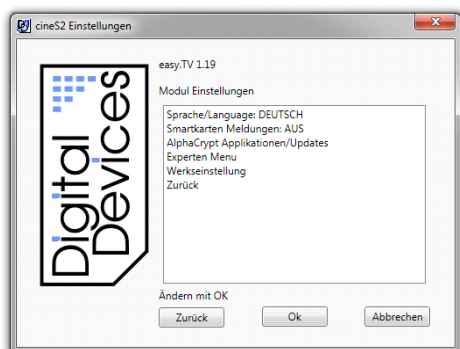 cineS2 Einstellungen
Digital
Devices
easy.TV 1.19
Modul Einstellungen
Sprache/Language: DEUTSCH
Smartkarten Meldungen: AUS
AlphaCrypt Applikationen/Updates
Experten Menu
Werkseinstellung
Zurück
Ändern mit OK
Zurück
Ok
Abbrechen